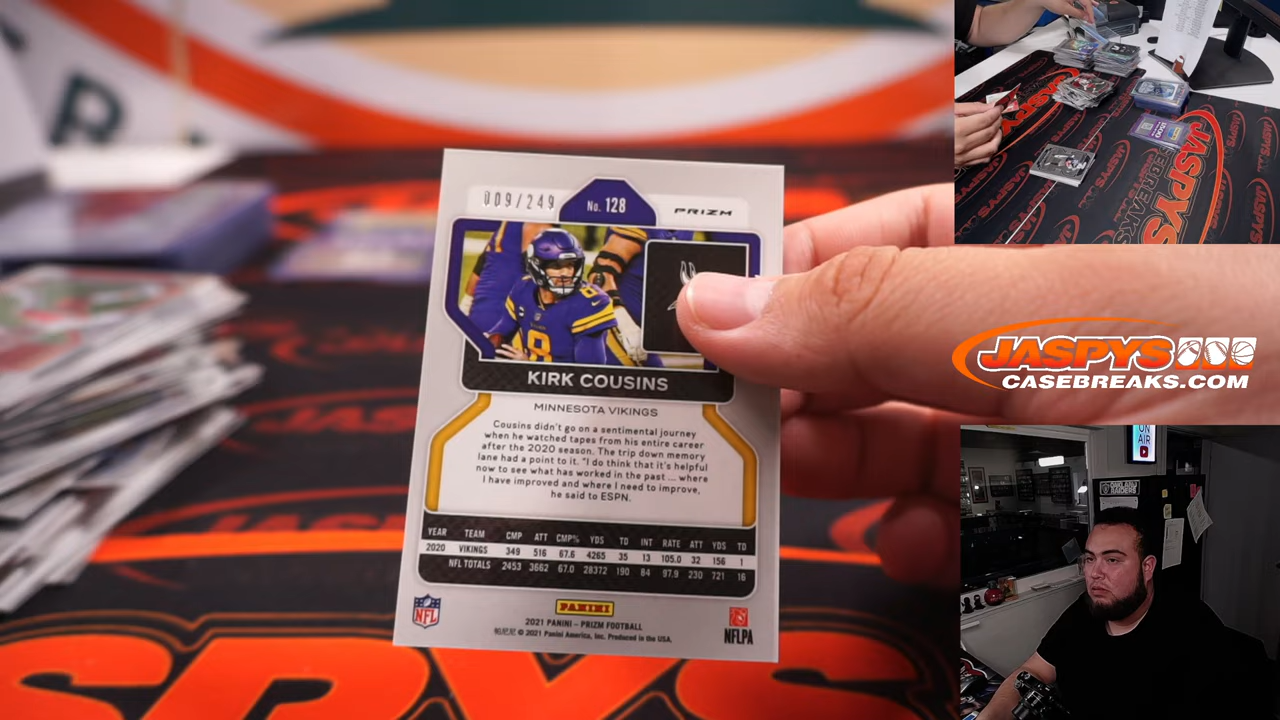 009/249
No. 128
PRIZM
KIRK COUSINS
MINNESOTA VIKINGS
Cousins didn't go on a sentimental journey
when he watched tapes from his entire career
after the 2020 season. The trip down memory
lane had a point to it. "I do think that it's helpful
now to see what has worked in the past ... where
I have improved and where I need to improve,
he said to ESPN.
YEAR TEAM CMP ATT CMP% YDS TD INT RATE ATT YDS TD
2020 VIKINGS 349 516 67.6 4265 35 13 105.0 32 156 1
NFL TOTALS 2453 3662 67.0 28372 190 84 97.9 230 721 16
NFL
PANINI
2021 PANINI - PRIZM FOOTBALL
© 2021 Panini America, Inc. Produced in the USA.
NFLPA
JASPYS
CASEBREAKS.COM
ON
AIR
OAKLAND
RAIDERS
JASPYS